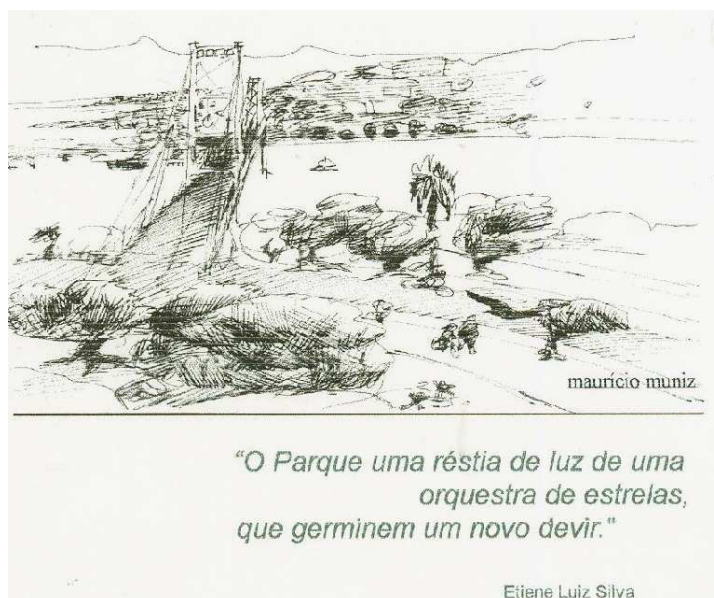 maurício muniz
“O Parque uma réstia de luz de uma
orquestra de estrelas,
que germinem um novo devir.”
Etiene Luiz Silva